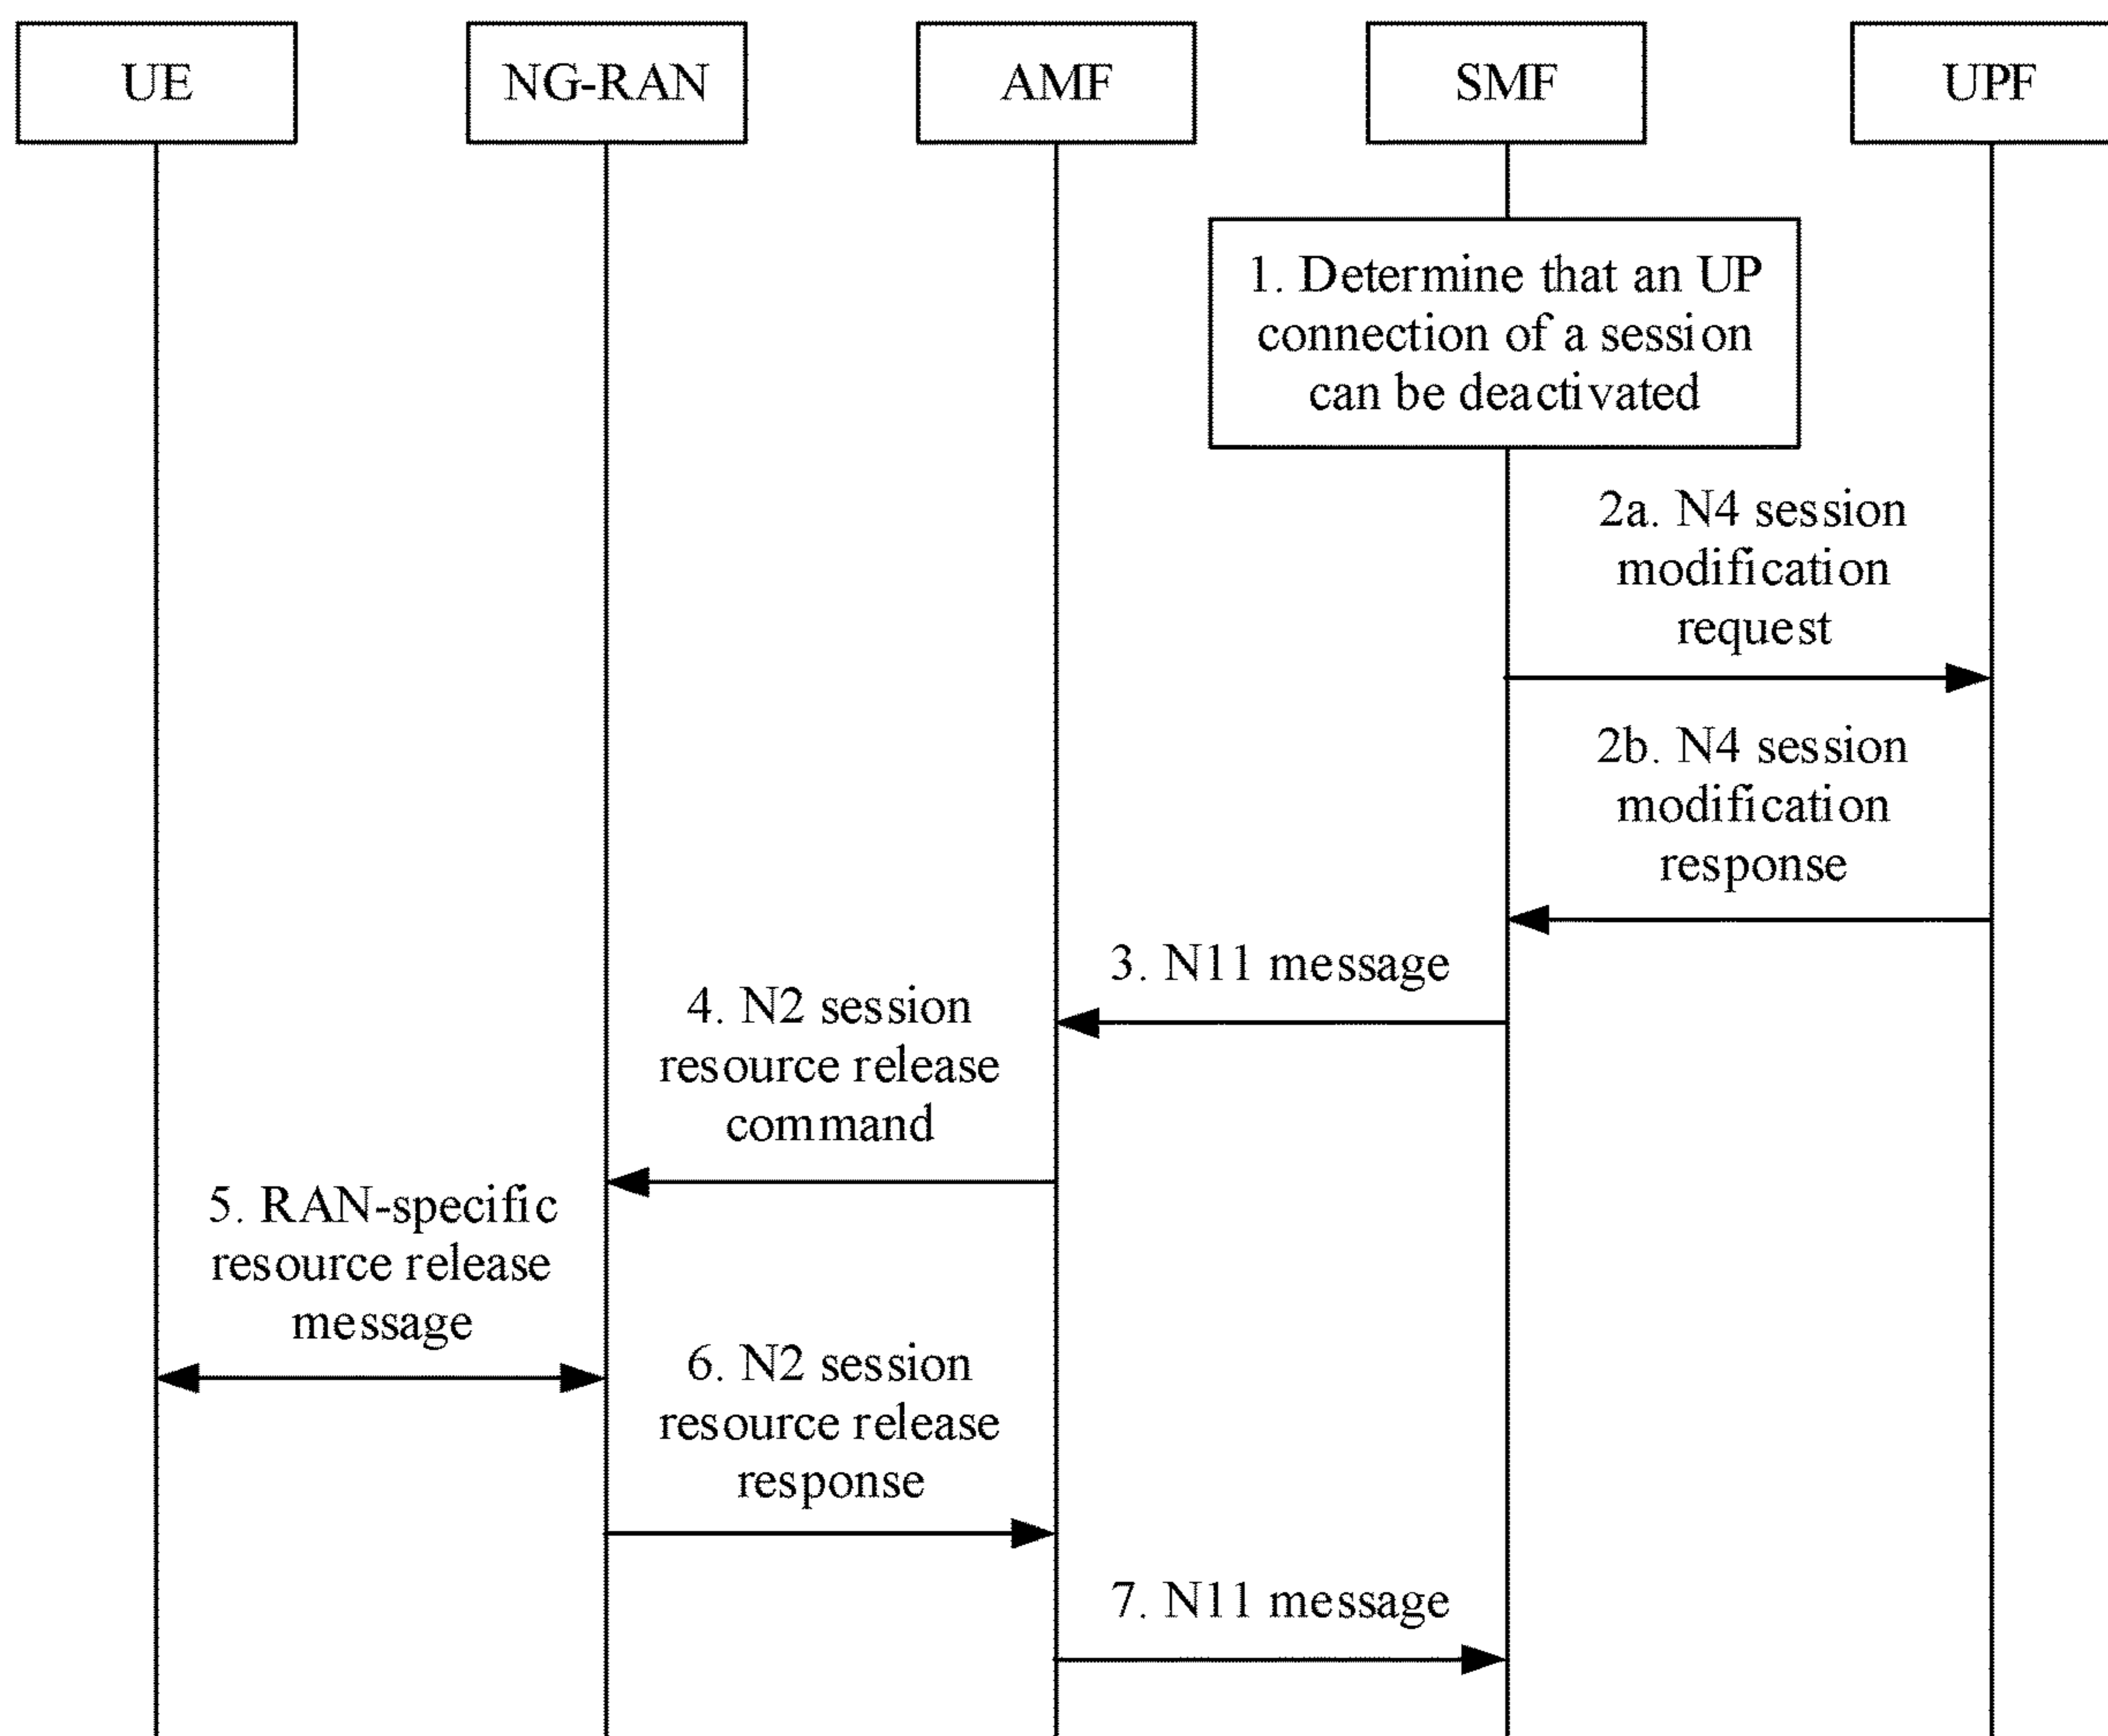 UE
NG-RAN
AMF
SMF
UPF
1. Determine that an UP
connection of a session
can be deactivated
2a. N4 session
modification
request
2b. N4 session
modification
response
3. N11 message
4. N2 session
resource release
command
5. RAN-specific
resource release
message
6. N2 session
resource release
response
7. N11 message